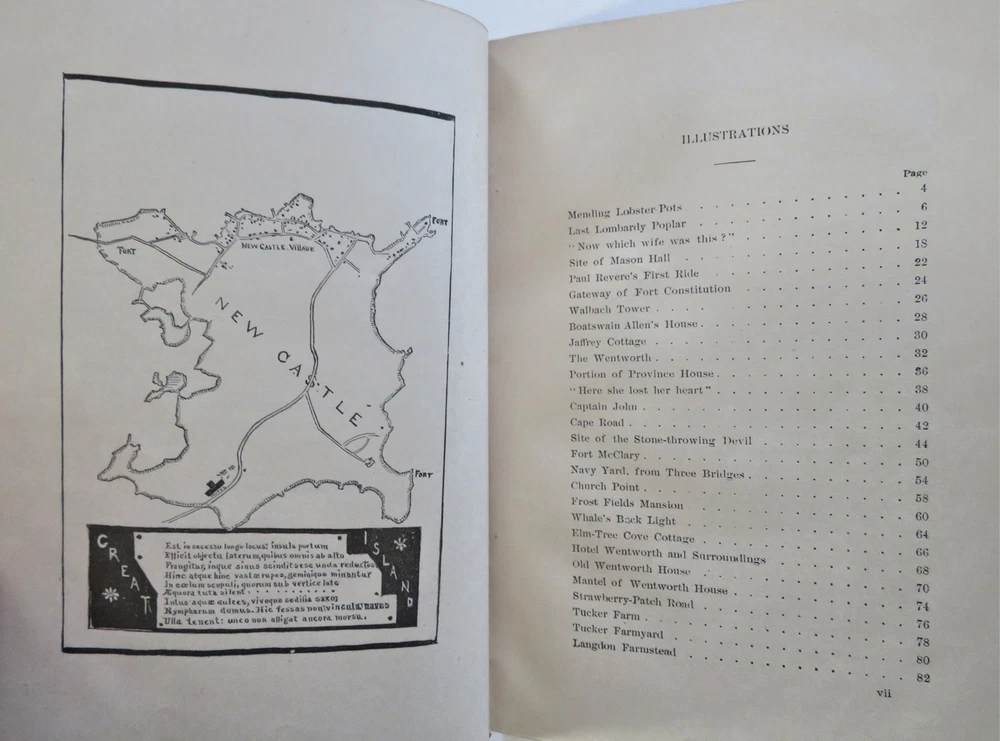 FORT
NEW CASTLE VILLAGE
FORT
NEW CASTLE
FORT
GREAT ISLAND
Est in secesso longo locus: insula portum
Efficit objectu laterum, quibus omnis ab alto
Frangitur, inque sinus scindit sese unda reductos
Hinc atque hinc vastæ rupes, geminique minantur
In cœlum scopuli, quorum sub vertice late
Æquora tuta silent . . . . . . . . . .
Intus aquæ dulces, vivoque sedilia saxo;
Nympharum domus. Hic fessas non vincula naves
Ulla tenent: unco non alligat ancora morsu.
ILLUSTRATIONS
Page
Mending Lobster Pots 4
Last Lombardy Poplar 6
"Now which wife was this?" 12
Site of Mason Hall 18
Paul Revere's First Ride 22
Gateway of Fort Constitution 24
Walbach Tower 26
Boatswain Allen's House 28
Jaffrey Cottage 30
The Wentworth 32
Portion of Province House 36
"Here she lost her heart" 38
Captain John 40
Cape Road 42
Site of the Stone-throwing Devil 44
Fort McClary 50
Navy Yard, from Three Bridges 54
Church Point 58
Frost Fields Mansion 60
Whale's Back Light 64
Elm-Tree Cove Cottage 66
Hotel Wentworth and Surroundings 68
Old Wentworth House 70
Mantel of Wentworth House 74
Strawberry-Patch Road 76
Tucker Farm 78
Tucker Farmyard 80
Langdon Farmstead 82
vii